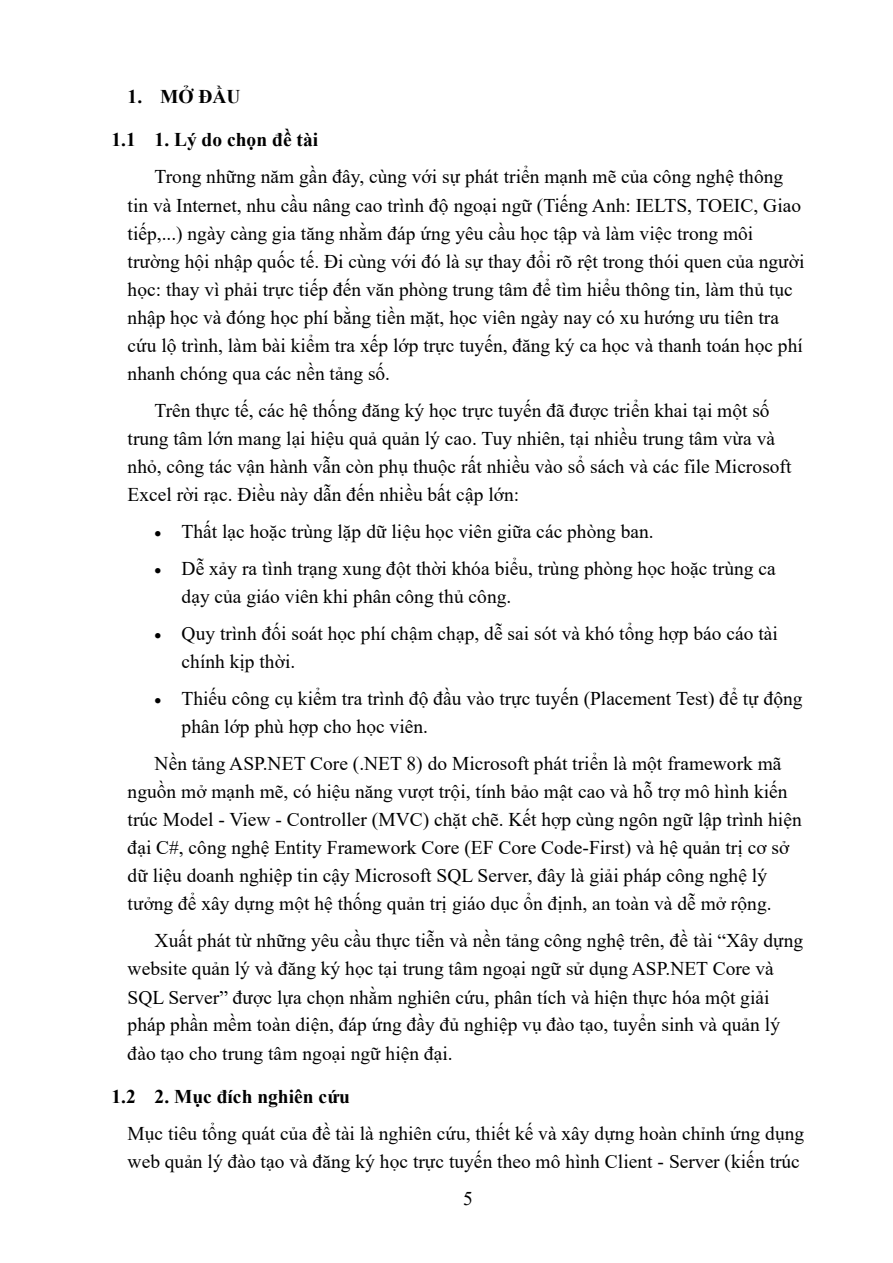 1. MỞ ĐẦU
1.1 1. Lý do chọn đề tài
Trong những năm gần đây, cùng với sự phát triển mạnh mẽ của công nghệ thông
tin và Internet, nhu cầu nâng cao trình độ ngoại ngữ (Tiếng Anh: IELTS, TOEIC, Giao
tiếp,...) ngày càng gia tăng nhằm đáp ứng yêu cầu học tập và làm việc trong môi
trường hội nhập quốc tế. Đi cùng với đó là sự thay đổi rõ rệt trong thói quen của người
học: thay vì phải trực tiếp đến văn phòng trung tâm để tìm hiểu thông tin, làm thủ tục
nhập học và đóng học phí bằng tiền mặt, học viên ngày nay có xu hướng ưu tiên tra
cứu lộ trình, làm bài kiểm tra xếp lớp trực tuyến, đăng ký ca học và thanh toán học phí
nhanh chóng qua các nền tảng số.
Trên thực tế, các hệ thống đăng ký học trực tuyến đã được triển khai tại một số
trung tâm lớn mang lại hiệu quả quản lý cao. Tuy nhiên, tại nhiều trung tâm vừa và
nhỏ, công tác vận hành vẫn còn phụ thuộc rất nhiều vào sổ sách và các file Microsoft
Excel rời rạc. Điều này dẫn đến nhiều bất cập lớn:
• Thất lạc hoặc trùng lặp dữ liệu học viên giữa các phòng ban.
• Dễ xảy ra tình trạng xung đột thời khóa biểu, trùng phòng học hoặc trùng ca
dạy của giáo viên khi phân công thủ công.
• Quy trình đối soát học phí chậm chạp, dễ sai sót và khó tổng hợp báo cáo tài
chính kịp thời.
• Thiếu công cụ kiểm tra trình độ đầu vào trực tuyến (Placement Test) để tự động
phân lớp phù hợp cho học viên.
Nền tảng ASP.NET Core (.NET 8) do Microsoft phát triển là một framework mã
nguồn mở mạnh mẽ, có hiệu năng vượt trội, tính bảo mật cao và hỗ trợ mô hình kiến
trúc Model - View - Controller (MVC) chặt chẽ. Kết hợp cùng ngôn ngữ lập trình hiện
đại C#, công nghệ Entity Framework Core (EF Core Code-First) và hệ quản trị cơ sở
dữ liệu doanh nghiệp tin cậy Microsoft SQL Server, đây là giải pháp công nghệ lý
tưởng để xây dựng một hệ thống quản trị giáo dục ổn định, an toàn và dễ mở rộng.
Xuất phát từ những yêu cầu thực tiễn và nền tảng công nghệ trên, đề tài “Xây dựng
website quản lý và đăng ký học tại trung tâm ngoại ngữ sử dụng ASP.NET Core và
SQL Server” được lựa chọn nhằm nghiên cứu, phân tích và hiện thực hóa một giải
pháp phần mềm toàn diện, đáp ứng đầy đủ nghiệp vụ đào tạo, tuyển sinh và quản lý
đào tạo cho trung tâm ngoại ngữ hiện đại.
1.2 2. Mục đích nghiên cứu
Mục tiêu tổng quát của đề tài là nghiên cứu, thiết kế và xây dựng hoàn chỉnh ứng dụng
web quản lý đào tạo và đăng ký học trực tuyến theo mô hình Client - Server (kiến trúc
5